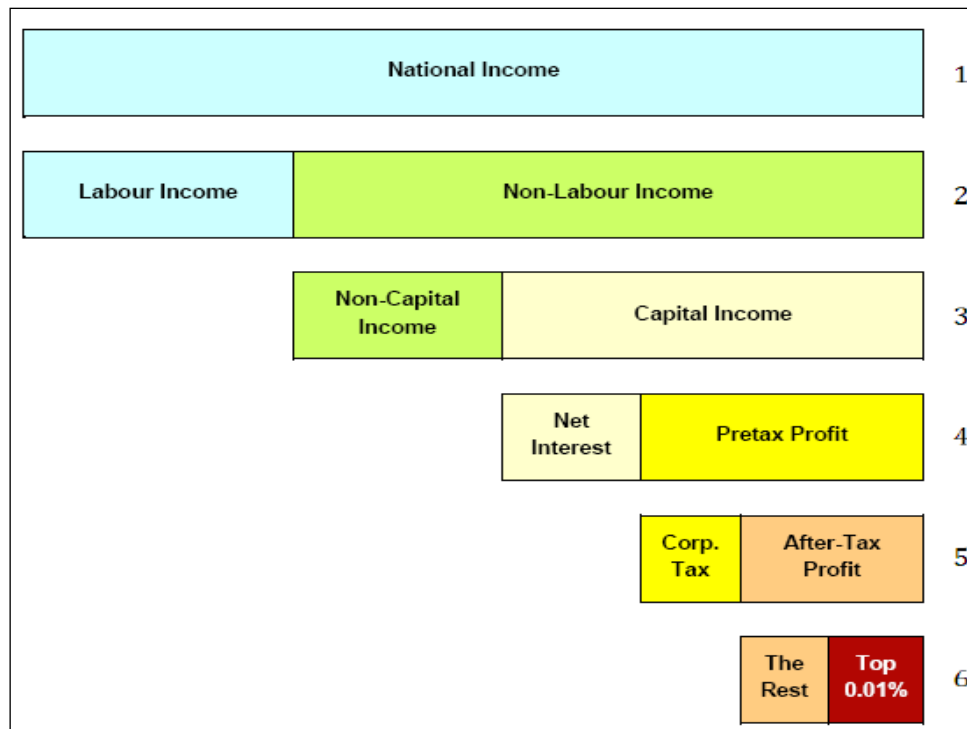 National Income
1
Labour Income
Non-Labour Income
2
Non-Capital
Income
Capital Income
3
Net
Interest
Pretax Profit
4
Corp.
Tax
After-Tax
Profit
5
The
Rest
Top
0.01%
6